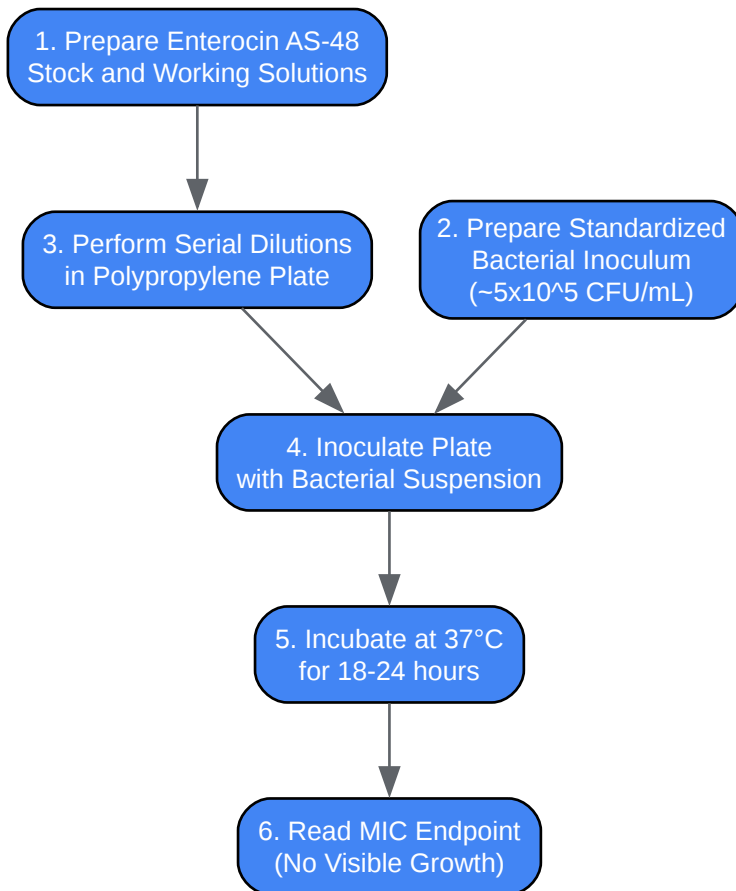 1. Prepare Enterocin AS-48
Stock and Working Solutions
2. Prepare Standardized
Bacterial Inoculum
(~5x10^5 CFU/mL)
3. Perform Serial Dilutions
in Polypropylene Plate
4. Inoculate Plate
with Bacterial Suspension
5. Incubate at 37°C
for 18-24 hours
6. Read MIC Endpoint
(No Visible Growth)